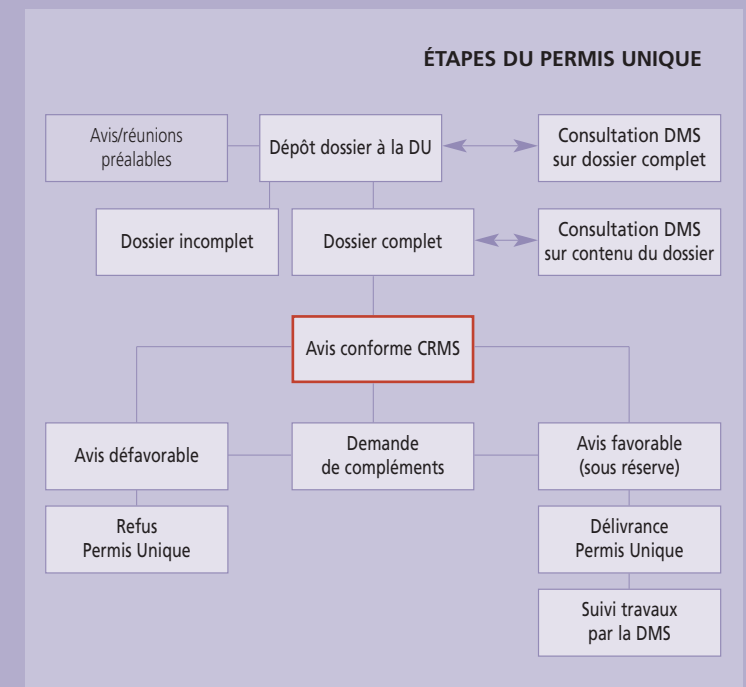 ÉTAPES DU PERMIS UNIQUE
Avis/réunions
préalables
Dépôt dossier à la DU
Consultation DMS
sur dossier complet
Dossier incomplet
Dossier complet
Consultation DMS
sur contenu du dossier
Avis conforme CRMS
Avis défavorable
Demande
de compléments
Avis favorable
(sous réserve)
Refus
Permis Unique
Délivrance
Permis Unique
Suivi travaux
par la DMS